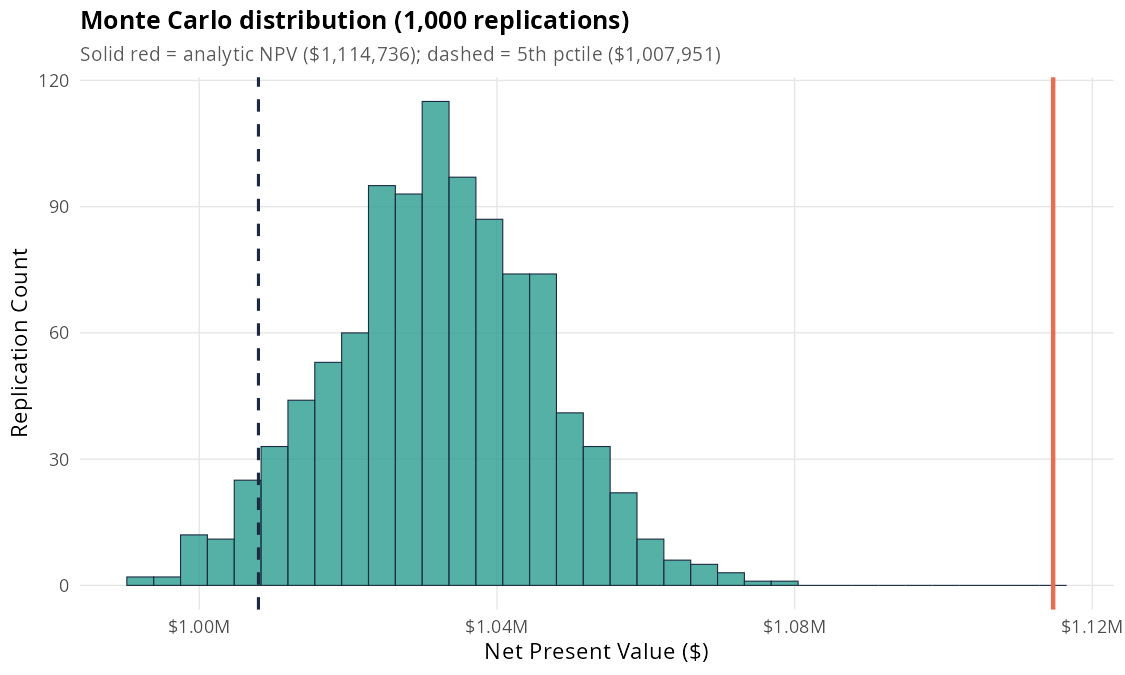 Monte Carlo distribution (1,000 replications)
Solid red = analytic NPV ($1,114,736); dashed = 5th pctile ($1,007,951)
120
90
60
30
0
Replication Count
$1.00M
$1.04M
$1.08M
$1.12M
Net Present Value ($)